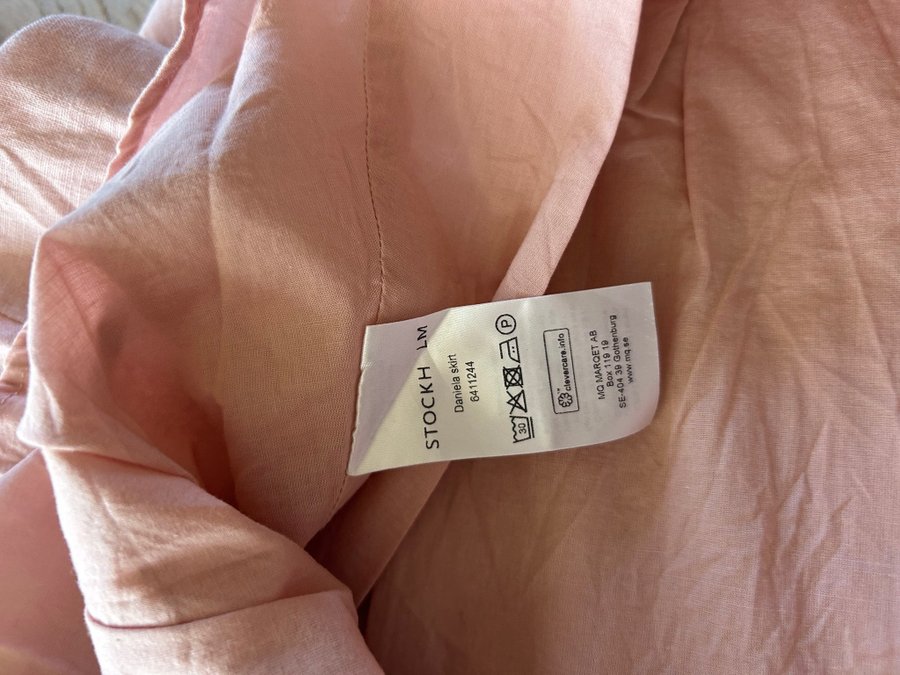 STOCKH LM
Daniela skirt
6411244
30 P
clevercare.info
MQ MARQET AB
Box 119 19
SE-404 39 Gothenburg
www.mq.se